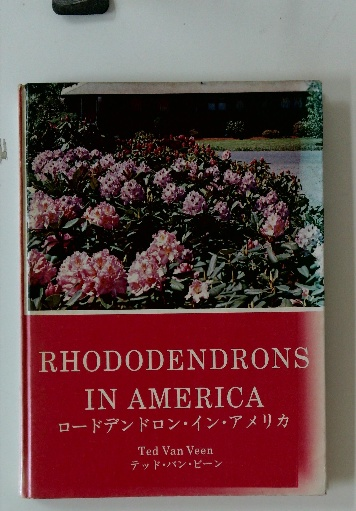 RHODODENDRONS
IN AMERICA
ロードデンドロン・イン・アメリカ
Ted Van Veen
テッド・バン・ビーン